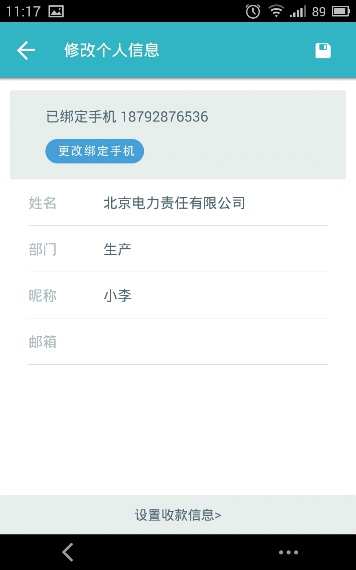 11:17 89
修改个人信息
已绑定手机 18792876536
更改绑定手机
姓名 北京电力责任有限公司
部门 生产
昵称 小李
邮箱
设置收款信息>